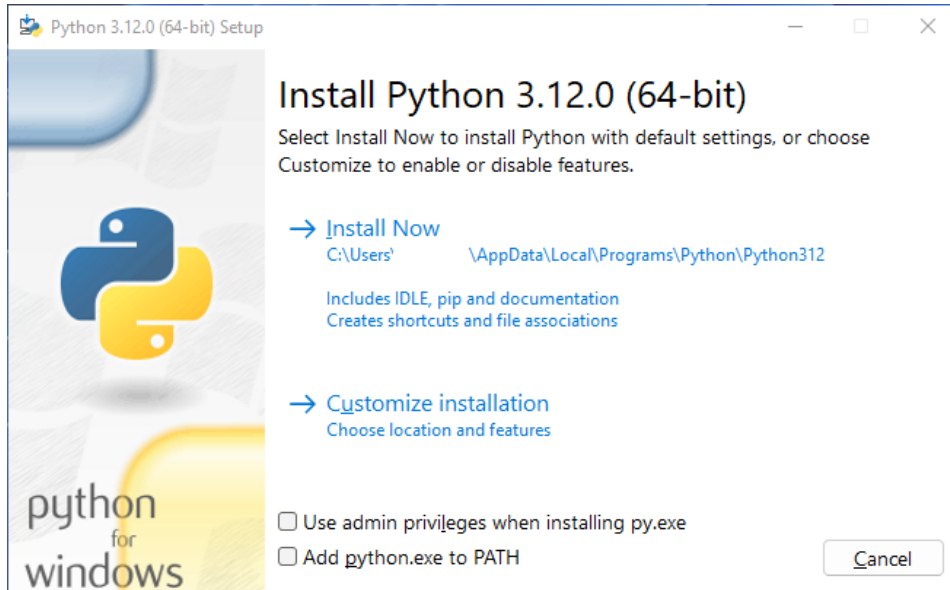 Python 3.12.0 (64-bit) Setup
Install Python 3.12.0 (64-bit)
Select Install Now to install Python with default settings, or choose
Customize to enable or disable features.
Install Now
C:\Users' \AppData\Local\Programs\Python\Python312
Includes IDLE, pip and documentation
Creates shortcuts and file associations
Customize installation
Choose location and features
python
for
windows
Use admin privileges when installing py.exe
Add python.exe to PATH
Cancel